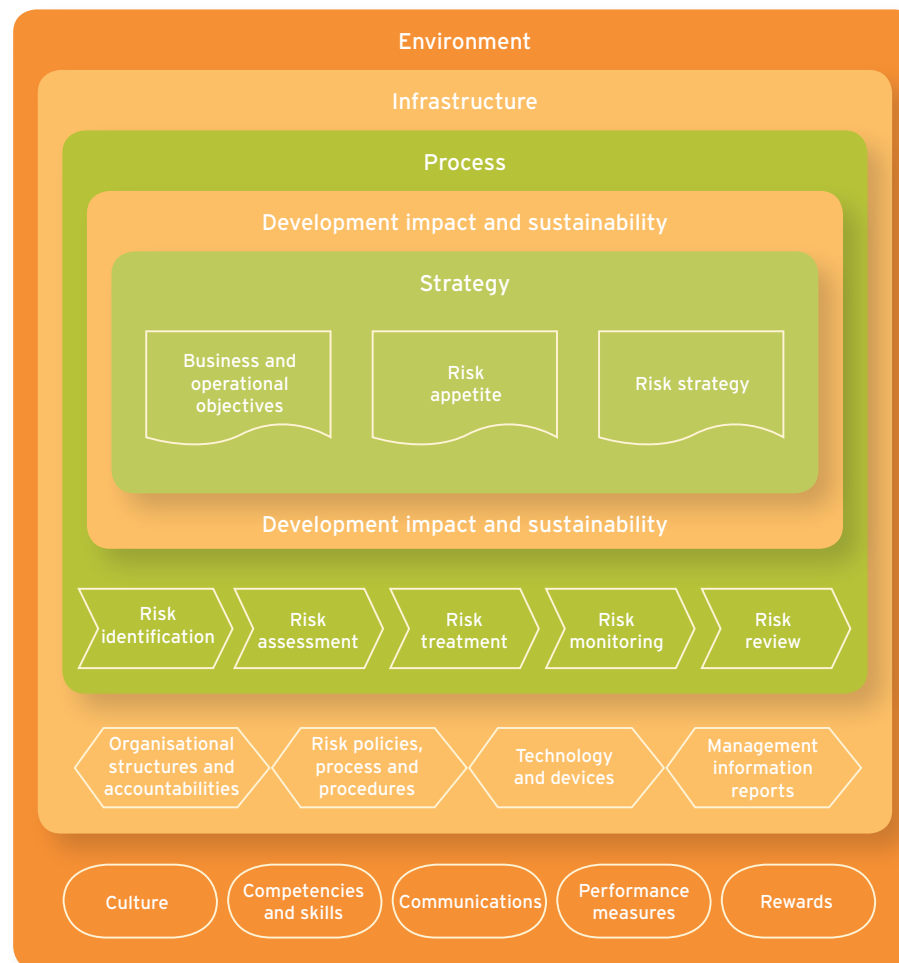 Environment
Infrastructure
Process
Development impact and sustainability
Strategy
Business and
operational
objectives
Risk
appetite
Risk strategy
Development impact and sustainability
Risk
identification
Risk
assessment
Risk
treatment
Risk
monitoring
Risk
review
Organisational
structures and
accountabilities
Risk policies,
process and
procedures
Technology
and devices
Management
information
reports
Culture
Competencies
and skills
Communications
Performance
measures
Rewards